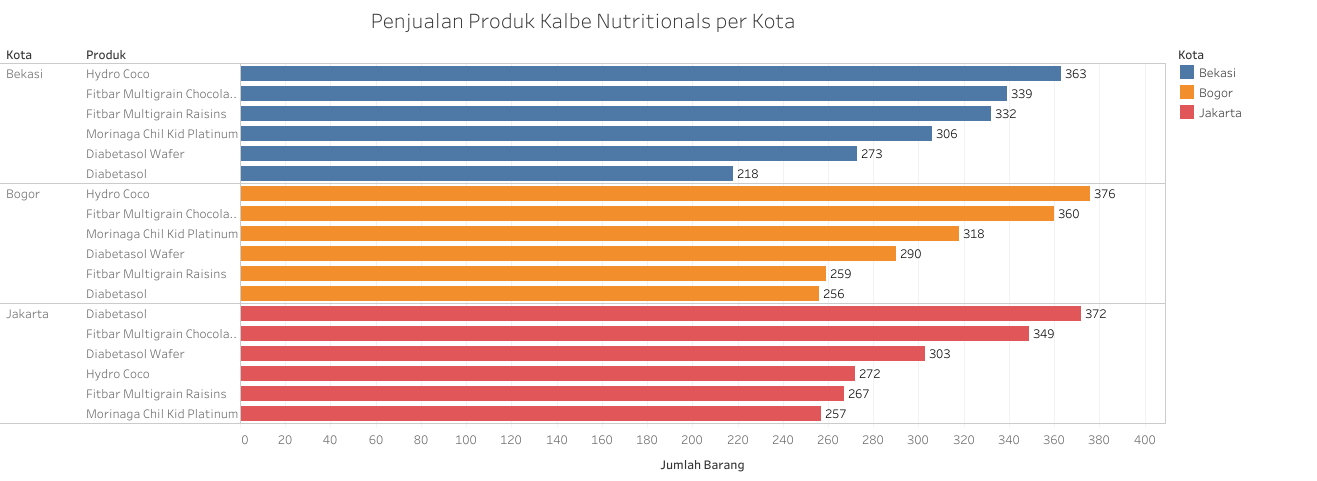 Penjualan Produk Kalbe Nutritionals per Kota
Kota Produk
Bekasi Hydro Coco 363
Fitbar Multigrain Chocola.. 339
Fitbar Multigrain Raisins 332
Morinaga Chil Kid Platinum 306
Diabetasol Wafer 273
Diabetasol 218
Bogor Hydro Coco 376
Fitbar Multigrain Chocola.. 360
Morinaga Chil Kid Platinum 318
Diabetasol Wafer 290
Fitbar Multigrain Raisins 259
Diabetasol 256
Jakarta Diabetasol 372
Fitbar Multigrain Chocola.. 349
Diabetasol Wafer 303
Hydro Coco 272
Fitbar Multigrain Raisins 267
Morinaga Chil Kid Platinum 257
0 20 40 60 80 100 120 140 160 180 200 220 240 260 280 300 320 340 360 380 400
Jumlah Barang
Kota
Bekasi
Bogor
Jakarta